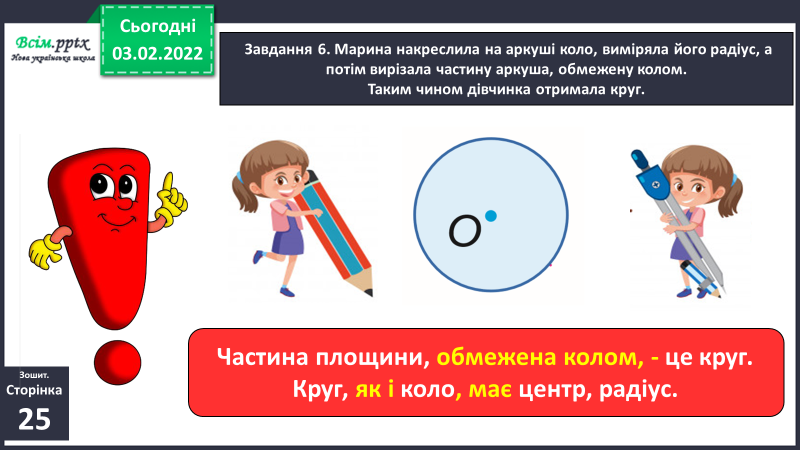 Сьогодні
03.02.2022
Всім.pptx
Нова українська школа
Завдання 6. Марина накреслила на аркуші коло, виміряла його радіус, а
потім вирізала частину аркуша, обмежену колом.
Таким чином дівчинка отримала круг.
О
Частина площини, обмежена колом, - це круг.
Круг, як і коло, має центр, радіус.
Зошит.
Сторінка
25